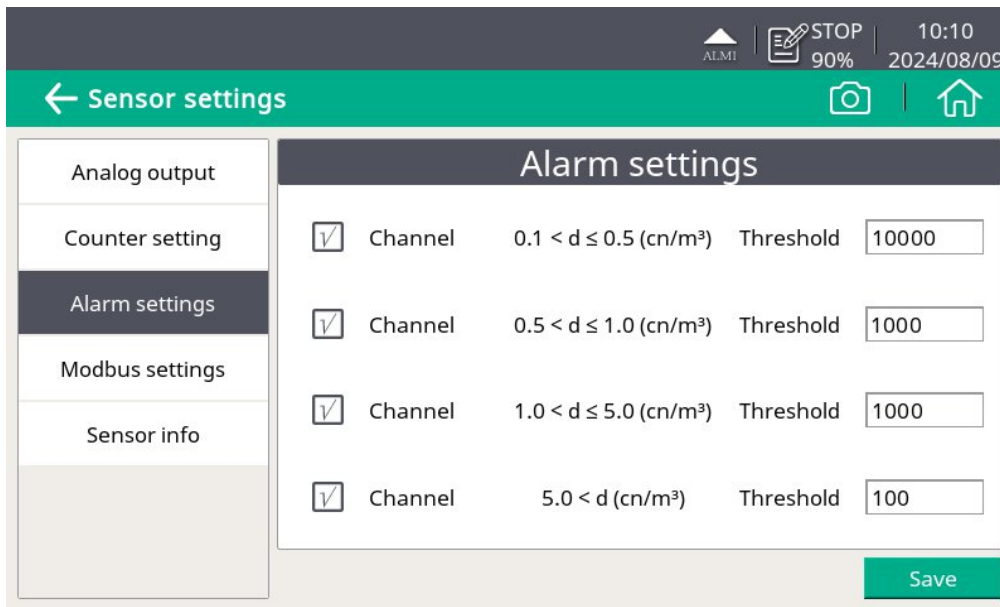 ALMI STOP 10:10
90% 2024/08/09
Sensor settings
Analog output
Counter setting
Alarm settings
Modbus settings
Sensor info
Alarm settings
√ Channel 0.1 < d ≤ 0.5 (cn/m³) Threshold 10000
√ Channel 0.5 < d ≤ 1.0 (cn/m³) Threshold 1000
√ Channel 1.0 < d ≤ 5.0 (cn/m³) Threshold 1000
√ Channel 5.0 < d (cn/m³) Threshold 100
Save